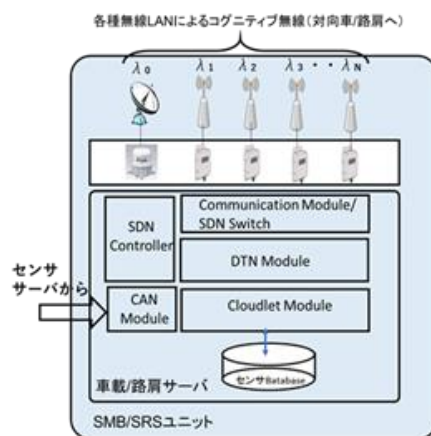 各種無線LANによるコグニティブ無線(対向車/路肩へ)
λ0 λ1 λ2 λ3 ・・ λN
SDN
Controller
Communication Module/
SDN Switch
DTN Module
センサ
サーバから
CAN
Module
Cloudlet Module
センサBatabase
車載/路肩サーバ
SMB/SRSユニット